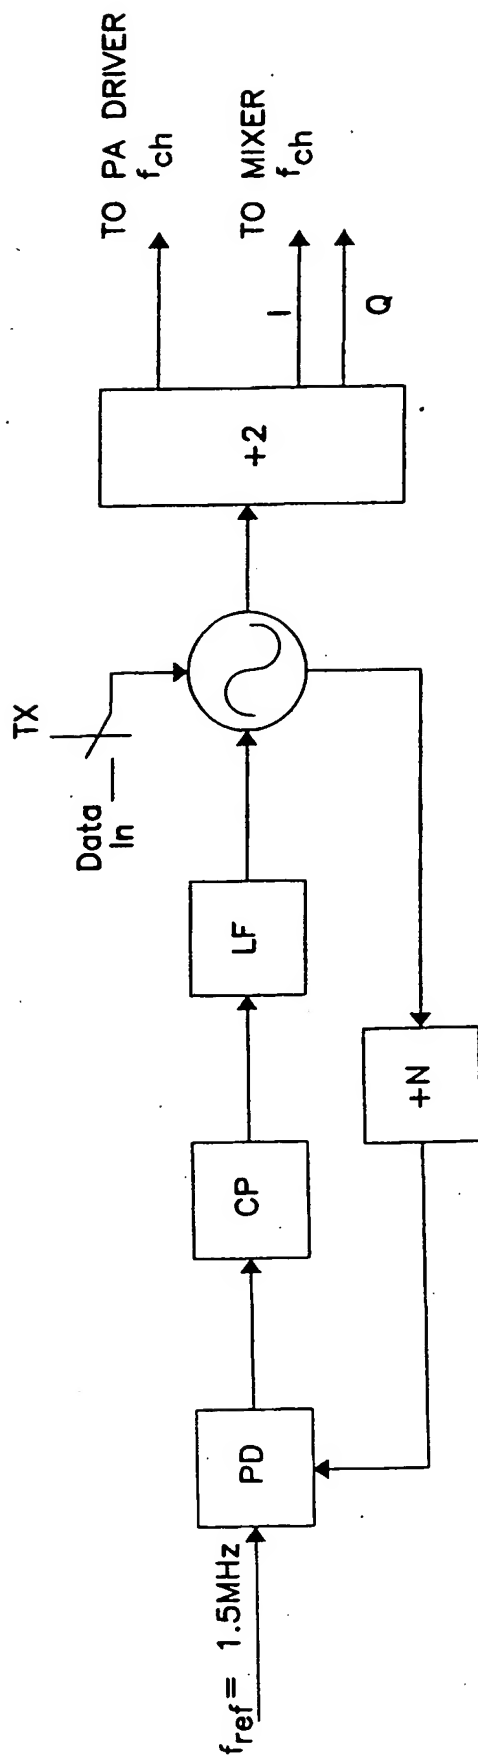 fref = 1.5MHz
PD
CP
LF
Data
In
TX
+N
+2
TO PA DRIVER
fch
I
TO MIXER
fch
Q